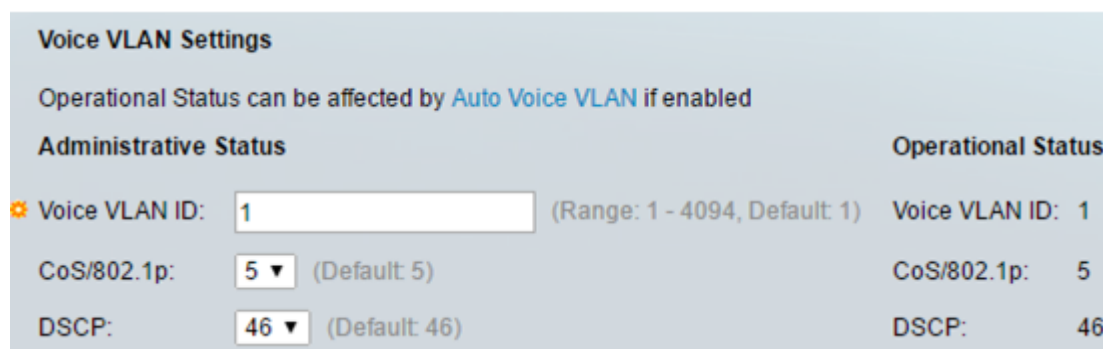 Voice VLAN Settings
Operational Status can be affected by Auto Voice VLAN if enabled
Administrative Status Operational Status
Voice VLAN ID: 1 (Range: 1 - 4094, Default: 1) Voice VLAN ID: 1
CoS/802.1p: 5 (Default: 5) CoS/802.1p: 5
DSCP: 46 (Default: 46) DSCP: 46